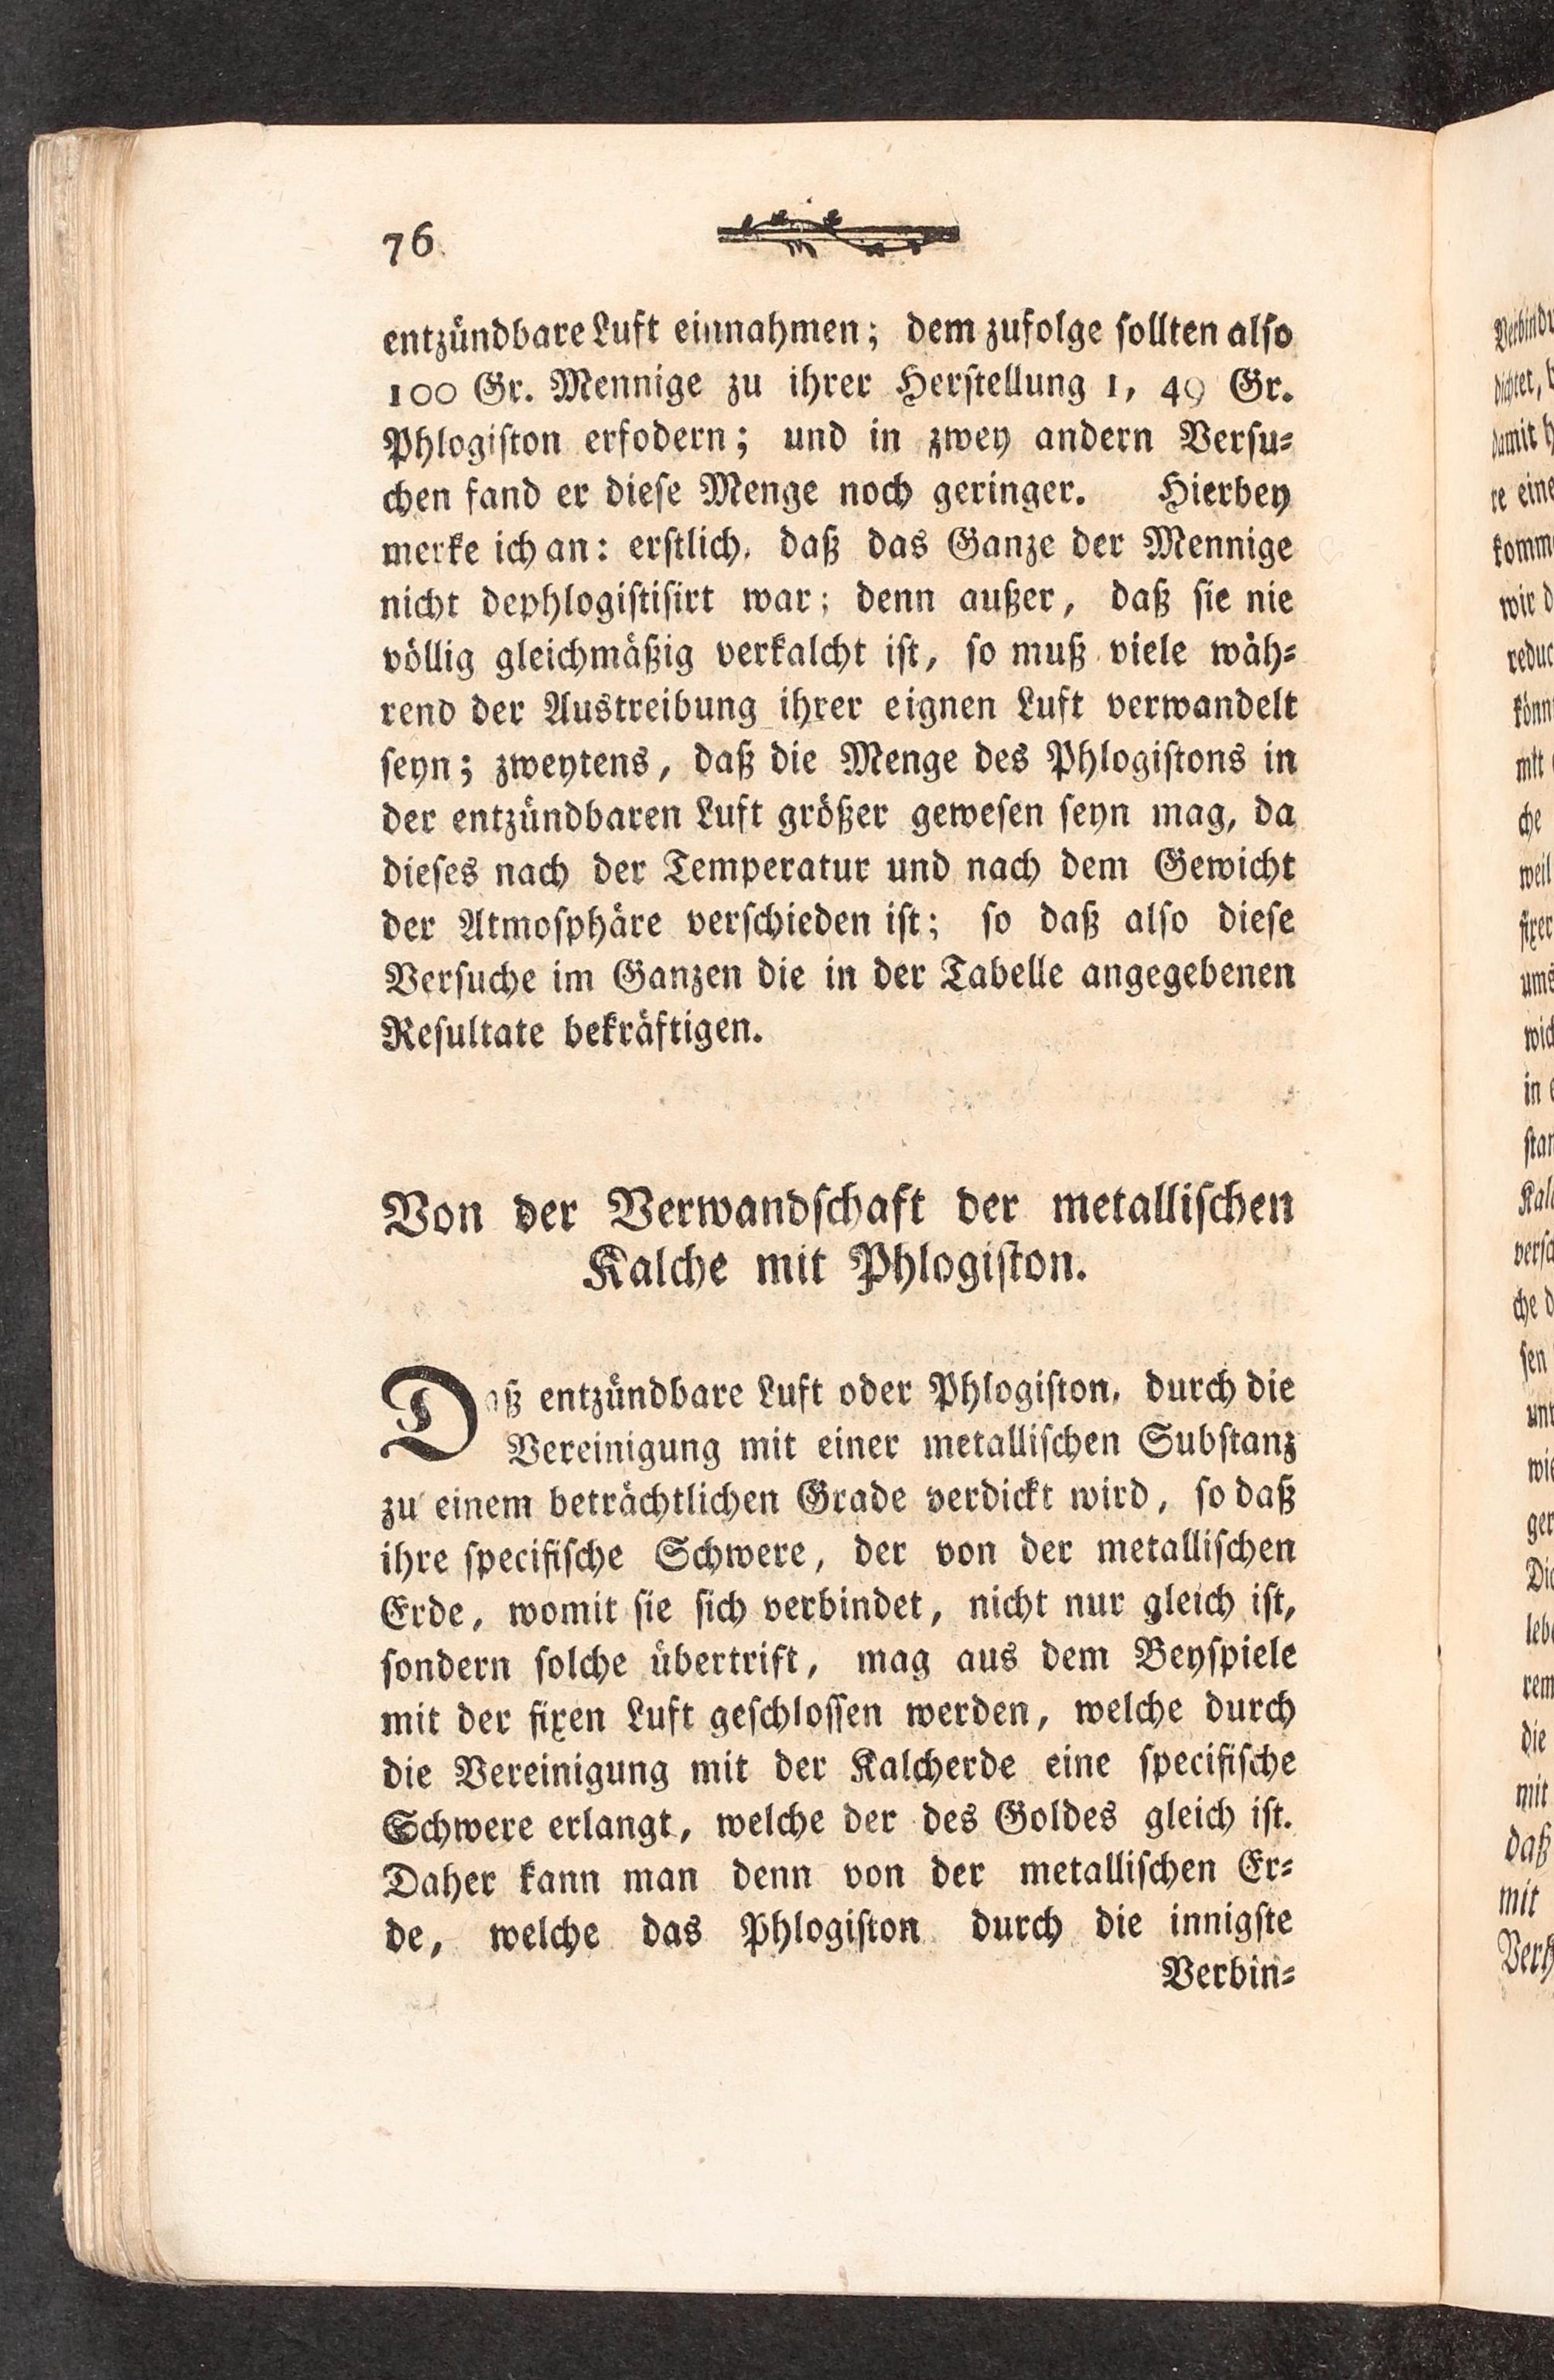 76
entzündbare Luft einnahmen; dem zufolge sollten also
100 Gr. Mennige zu ihrer Herstellung 1, 49 Gr.
Phlogiston erfodern; und in zwey andern Versu-
chen fand er diese Menge noch geringer. Hierbey
merke ich an: erstlich, daß das Ganze der Mennige
nicht dephlogistisirt war; denn außer, daß sie nie
völlig gleichmäßig verkalcht ist, so muß viele wäh-
rend der Austreibung ihrer eignen Luft verwandelt
seyn; zweytens, daß die Menge des Phlogistons in
der entzündbaren Luft größer gewesen seyn mag, da
dieses nach der Temperatur und nach dem Gewicht
der Atmosphäre verschieden ist; so daß also diese
Versuche im Ganzen die in der Tabelle angegebenen
Resultate bekräftigen.
Von der Verwandschaft der metallischen
Kalche mit Phlogiston.
Daß entzündbare Luft oder Phlogiston, durch die
Vereinigung mit einer metallischen Substanz
zu einem beträchtlichen Grade verdickt wird, so daß
ihre specifische Schwere, der von der metallischen
Erde, womit sie sich verbindet, nicht nur gleich ist,
sondern solche übertrift, mag aus dem Beyspiele
mit der fixen Luft geschlossen werden, welche durch
die Vereinigung mit der Kalcherde eine specifische
Schwere erlangt, welche der des Goldes gleich ist.
Daher kann man denn von der metallischen Er-
de, welche das Phlogiston durch die innigste
Verbin-